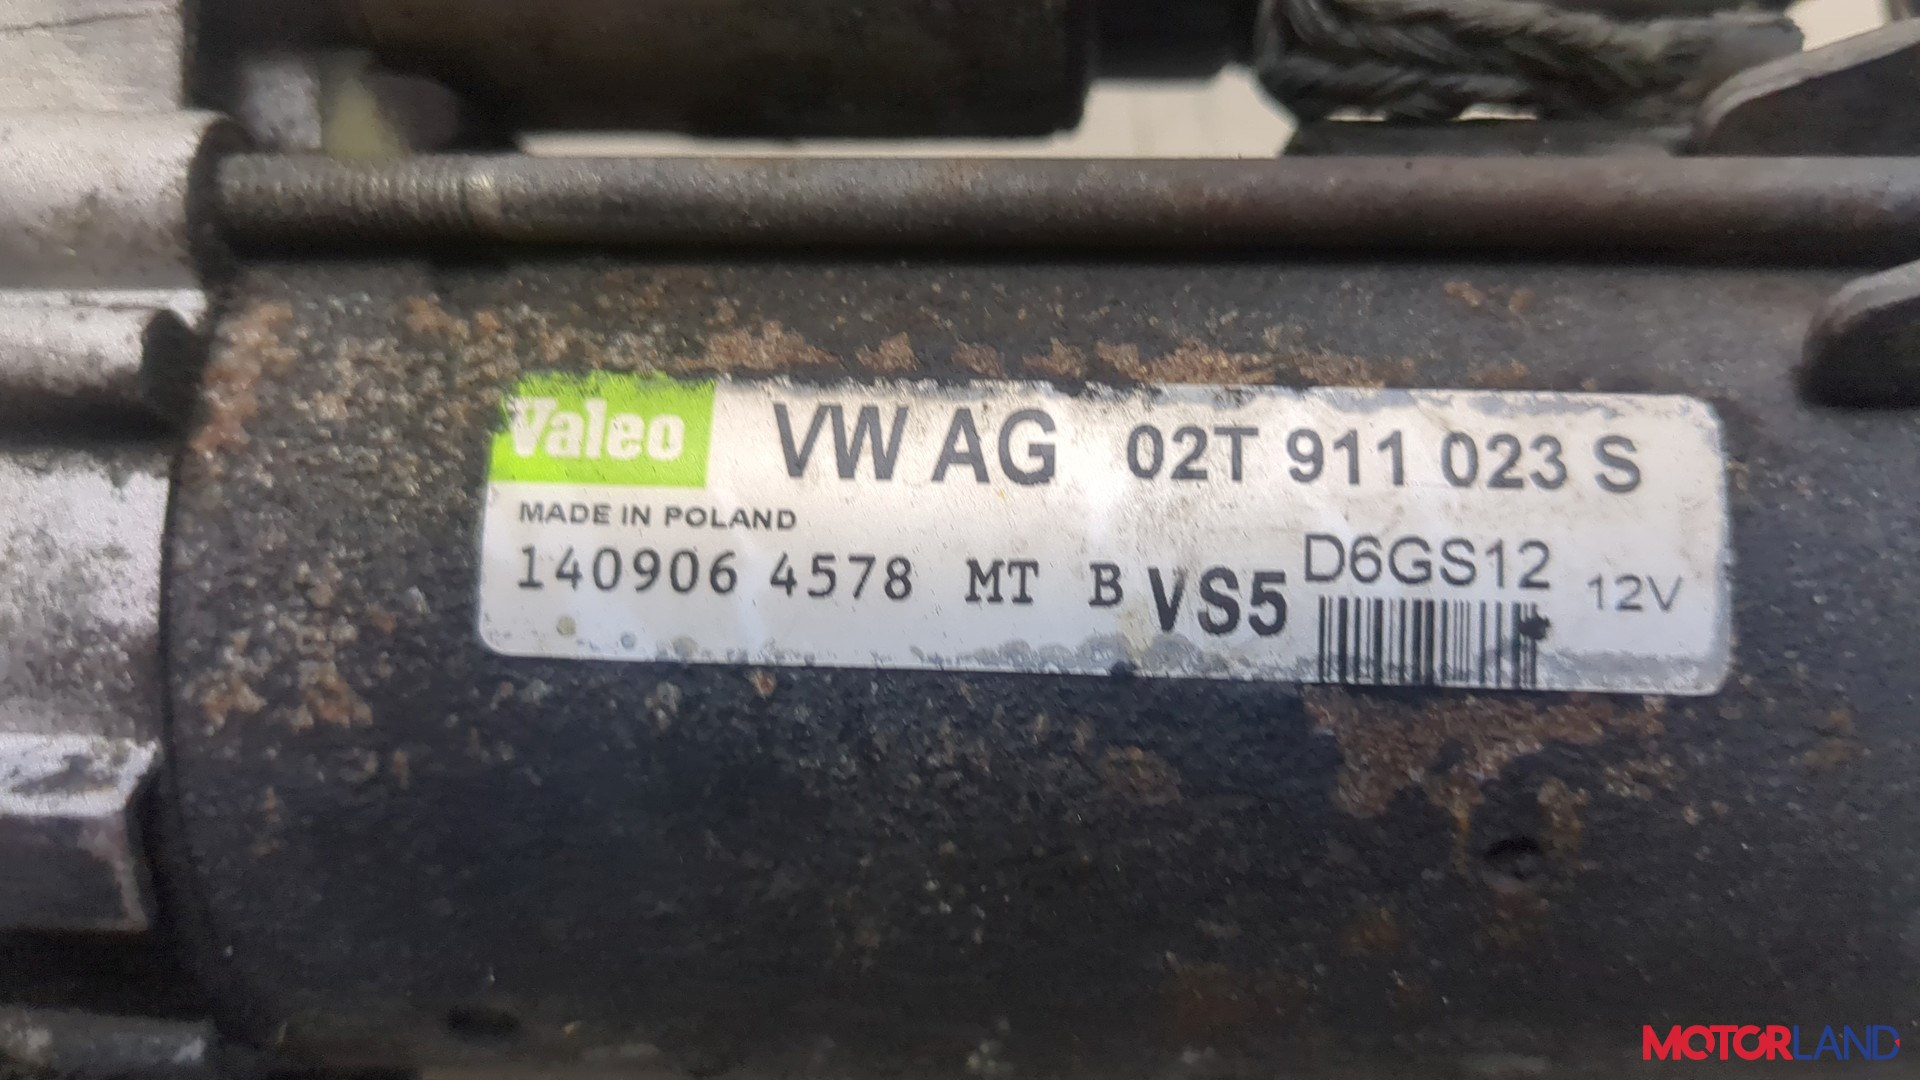 Valeo VW AG 02T 911 023 S
MADE IN POLAND
140906 4578 MT B VS5 D6GS12 12V
MOTORLAND